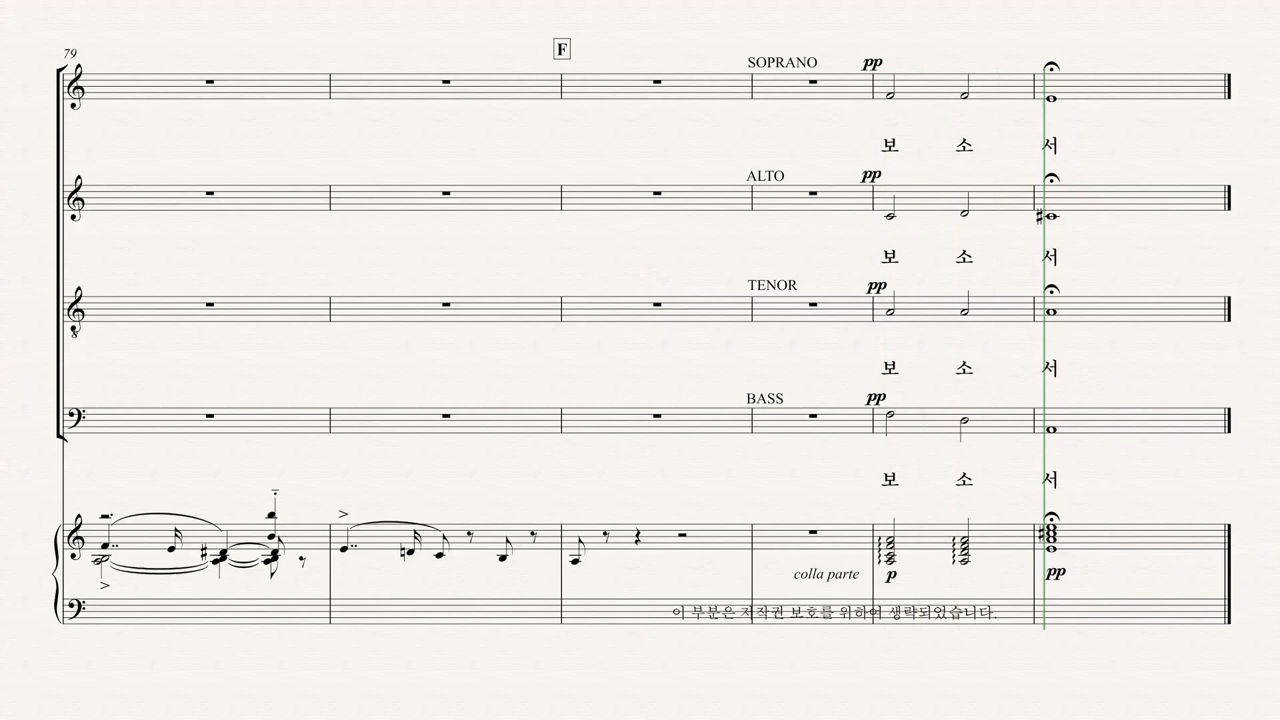 79
F
SOPRANO
pp
보 소 서
ALTO
pp
보 소 서
TENOR
pp
보 소 서
BASS
pp
보 소 서
colla parte
p
pp
이 부분은 저작권 보호를 위하여 생략되었습니다.